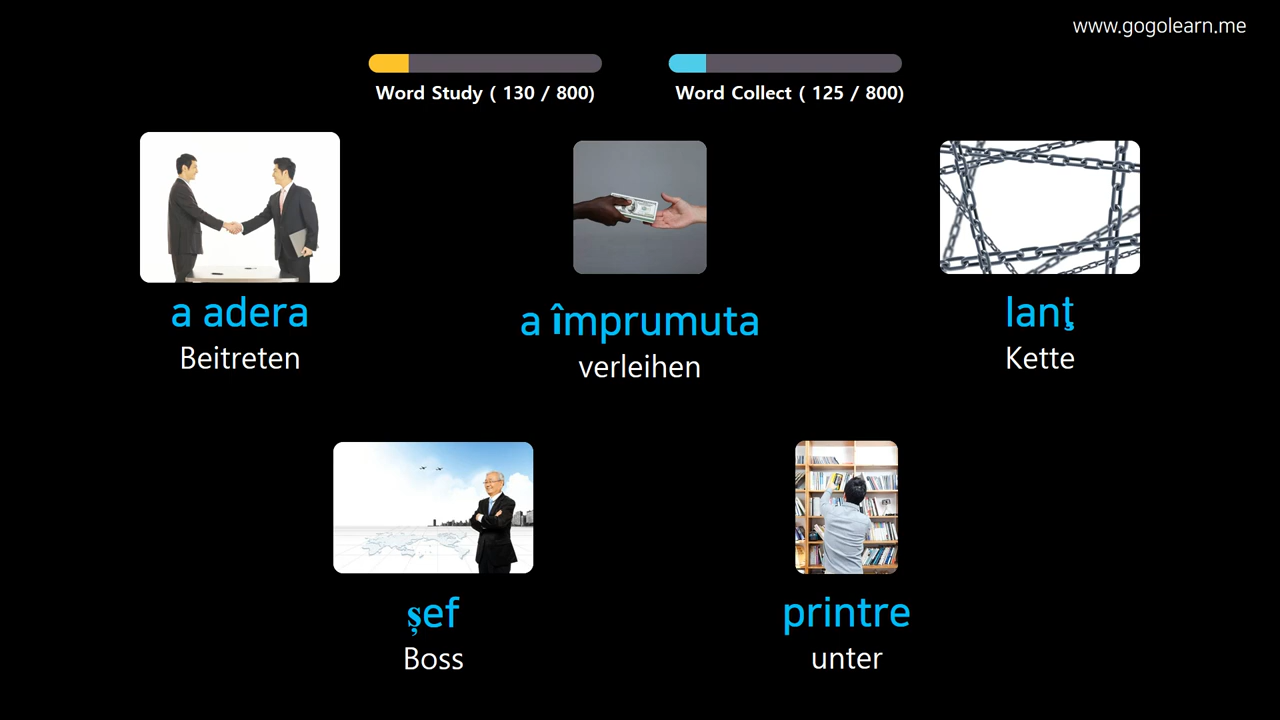 www.gogolearn.me
Word Study ( 130 / 800)
Word Collect ( 125 / 800)
a adera
Beitreten
a împrumuta
verleihen
lanţ
Kette
șef
Boss
printre
unter